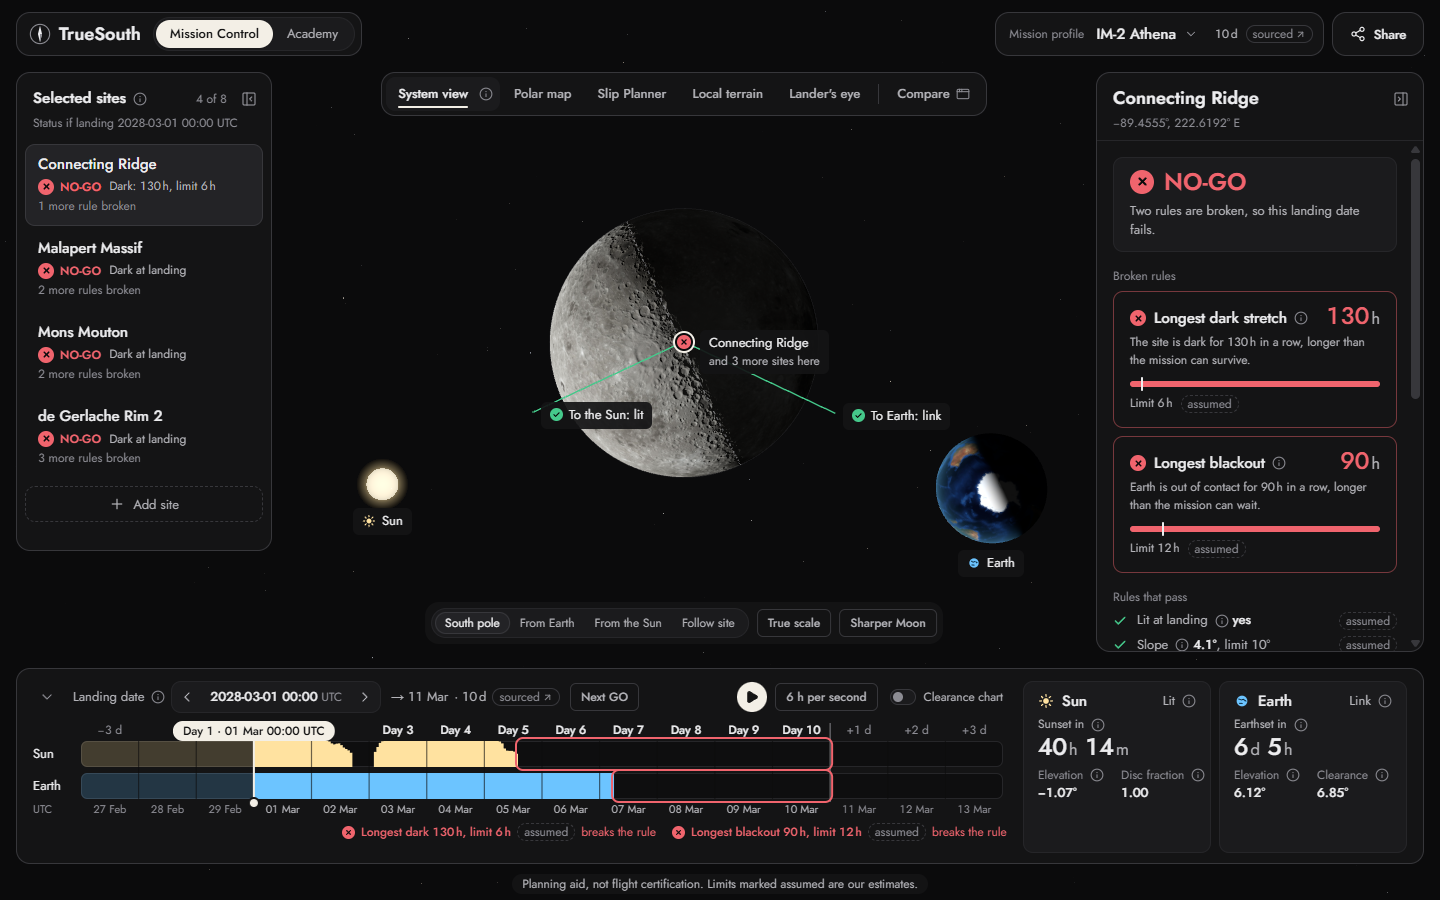 TrueSouth
Mission Control
Academy
Mission profile IM-2 Athena 10 d sourced ↗
Share
Selected sites 4 of 8
Status if landing 2028-03-01 00:00 UTC
Connecting Ridge
NO-GO Dark: 130 h, limit 6 h
1 more rule broken
Malapert Massif
NO-GO Dark at landing
2 more rules broken
Mons Mouton
NO-GO Dark at landing
2 more rules broken
de Gerlache Rim 2
NO-GO Dark at landing
3 more rules broken
+ Add site
System view Polar map Slip Planner Local terrain Lander's eye Compare
Connecting Ridge
and 3 more sites here
To the Sun: lit
To Earth: link
Sun
Earth
South pole From Earth From the Sun Follow site True scale Sharper Moon
Connecting Ridge
−89.4555°, 222.6192° E
NO-GO
Two rules are broken, so this landing date
fails.
Broken rules
Longest dark stretch 130 h
The site is dark for 130 h in a row, longer than
the mission can survive.
Limit 6 h assumed
Longest blackout 90 h
Earth is out of contact for 90 h in a row, longer
than the mission can wait.
Limit 12 h assumed
Rules that pass
Lit at landing yes assumed
Slope 4.1°, limit 10° assumed
Landing date 2028-03-01 00:00 UTC → 11 Mar · 10 d sourced ↗ Next GO 6 h per second Clearance chart
−3 d Day 1 · 01 Mar 00:00 UTC Day 3 Day 4 Day 5 Day 6 Day 7 Day 8 Day 9 Day 10 +1 d +2 d +3 d
Sun
Earth
UTC 27 Feb 28 Feb 29 Feb 01 Mar 02 Mar 03 Mar 04 Mar 05 Mar 06 Mar 07 Mar 08 Mar 09 Mar 10 Mar 11 Mar 12 Mar 13 Mar
Longest dark 130 h, limit 6 h assumed breaks the rule Longest blackout 90 h, limit 12 h assumed breaks the rule
Sun Lit
Sunset in
40 h 14 m
Elevation Disc fraction
−1.07° 1.00
Earth Link
Earthset in
6 d 5 h
Elevation Clearance
6.12° 6.85°
Planning aid, not flight certification. Limits marked assumed are our estimates.